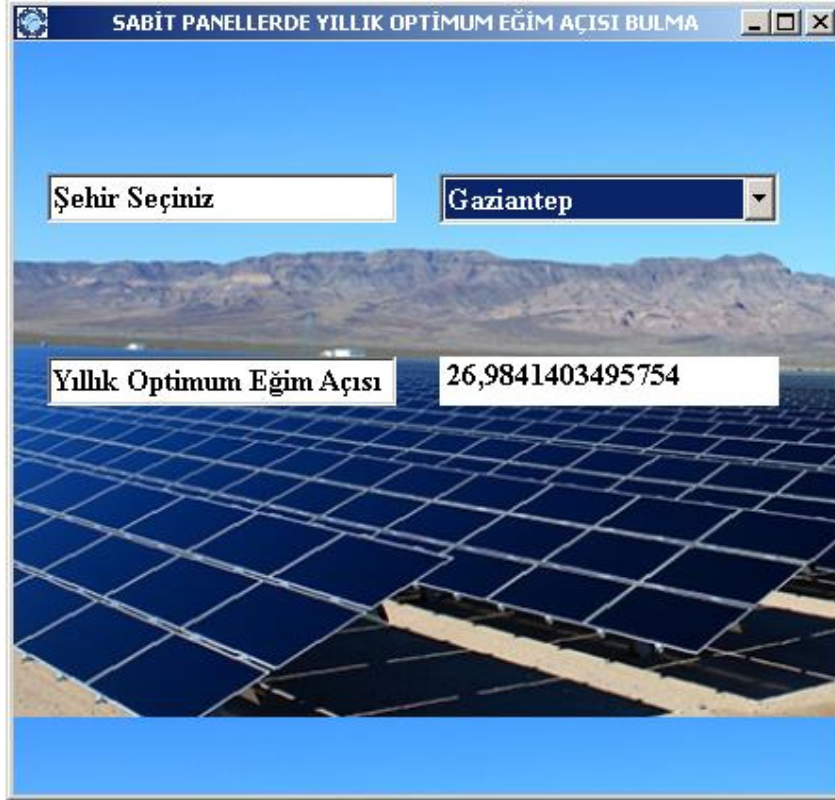 SABİT PANELLERDE YILLIK OPTİMUM EĞİM AÇISI BULMA
Şehir Seçiniz
Gaziantep
Yıllık Optimum Eğim Açısı
26,9841403495754